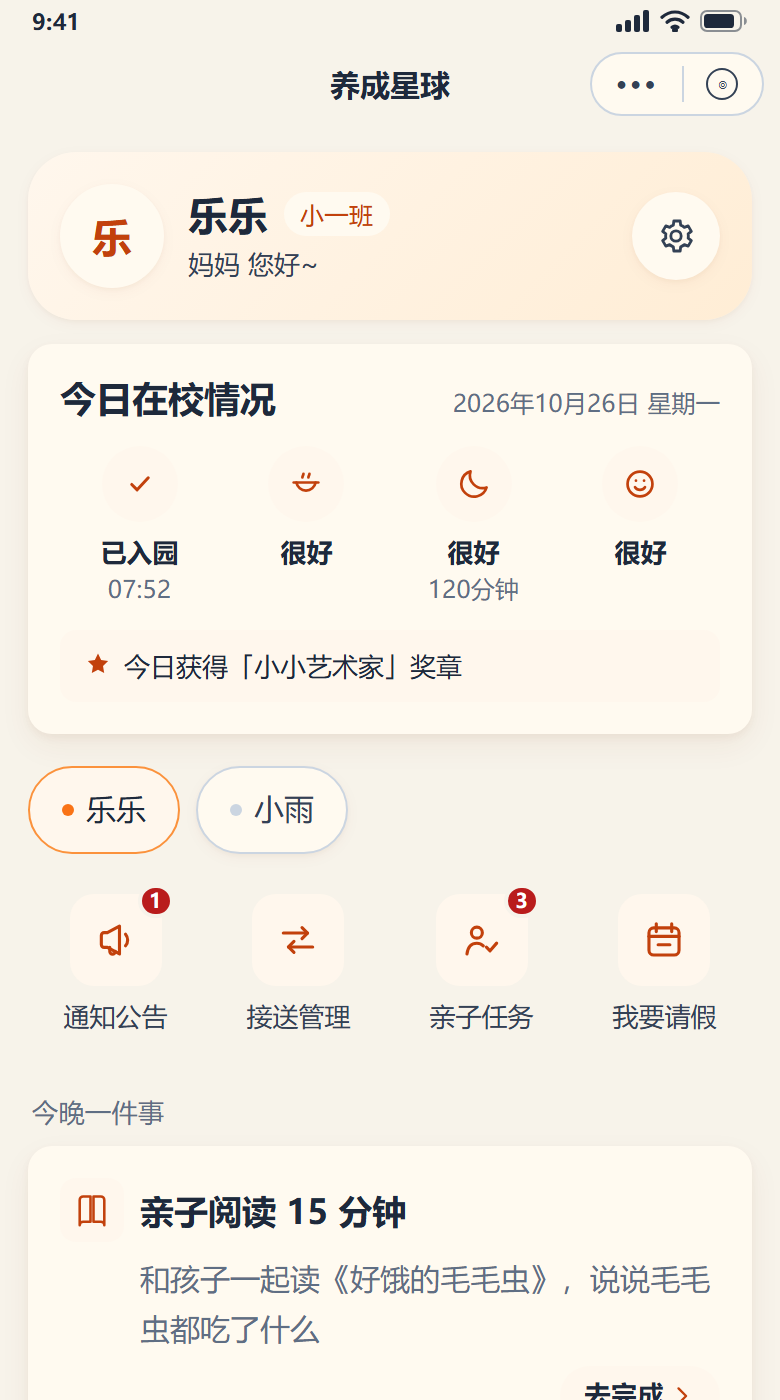 9:41
养成星球
乐
乐乐 小一班
妈妈 您好~
今日在校情况 2026年10月26日 星期一
已入园 很好 很好 很好
07:52 120分钟
今日获得「小小艺术家」奖章
乐乐 小雨
1 3
通知公告 接送管理 亲子任务 我要请假
今晚一件事
亲子阅读 15 分钟
和孩子一起读《好饿的毛毛虫》，说说毛毛
虫都吃了什么
去完成